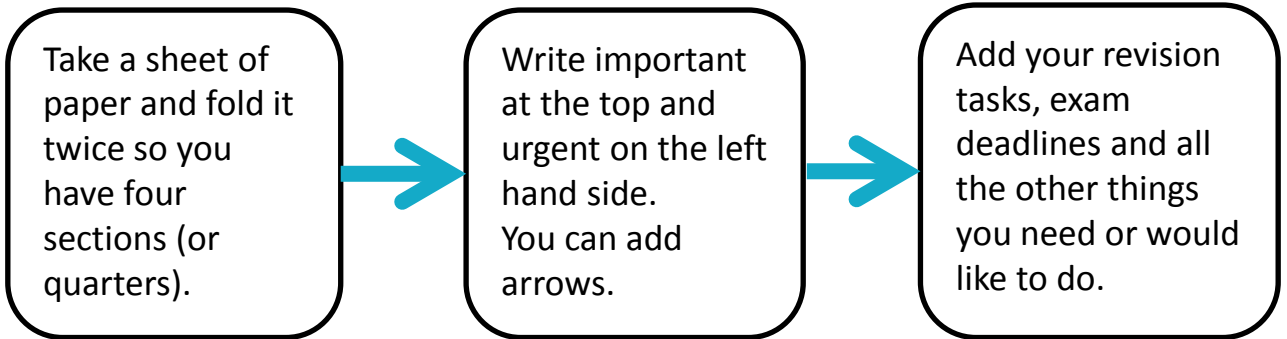 Take a sheet of
paper and fold it
twice so you
have four
sections (or
quarters).
Write important
at the top and
urgent on the left
hand side.
You can add
arrows.
Add your revision
tasks, exam
deadlines and all
the other things
you need or would
like to do.